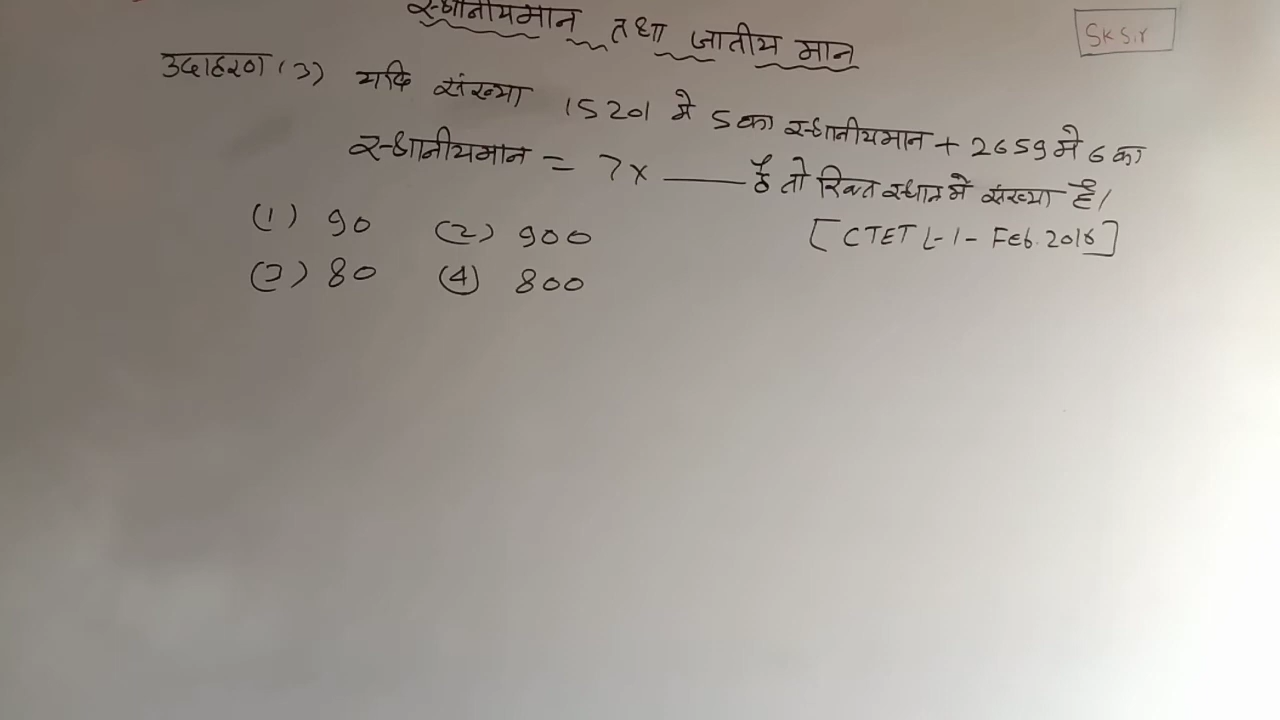 स्थानीयमान तथा जातीय मान
SK Sir
उदाहरण (3) यदि संख्या 15201 में 5 का स्थानीयमान + 2659 में 6 का
स्थानीयमान = 7x ____ है तो रिक्त स्थान में संख्या है।
(1) 90 (2) 900 [CTET L-1- Feb. 2016]
(3) 80 (4) 800